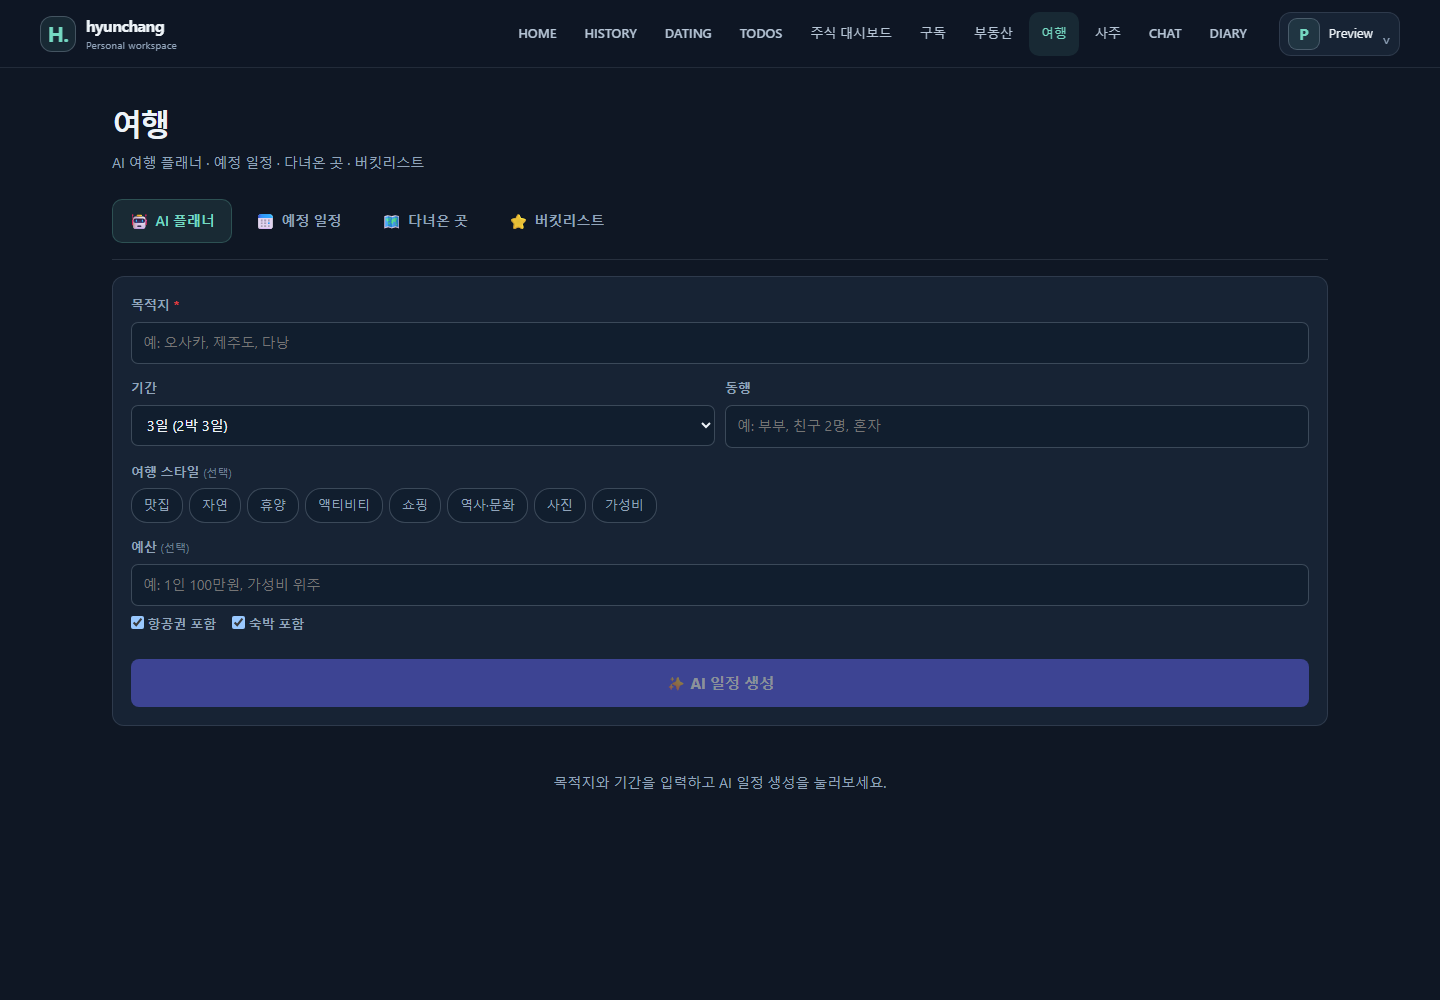 H.
hyunchang
Personal workspace
HOME HISTORY DATING TODOS 주식 대시보드 구독 부동산 여행 사주 CHAT DIARY
P Preview v
여행
AI 여행 플래너 · 예정 일정 · 다녀온 곳 · 버킷리스트
AI 플래너 예정 일정 다녀온 곳 버킷리스트
목적지 *
예: 오사카, 제주도, 다낭
기간 동행
3일 (2박 3일) 예: 부부, 친구 2명, 혼자
여행 스타일 (선택)
맛집 자연 휴양 액티비티 쇼핑 역사·문화 사진 가성비
예산 (선택)
예: 1인 100만원, 가성비 위주
항공권 포함 숙박 포함
✨ AI 일정 생성
목적지와 기간을 입력하고 AI 일정 생성을 눌러보세요.